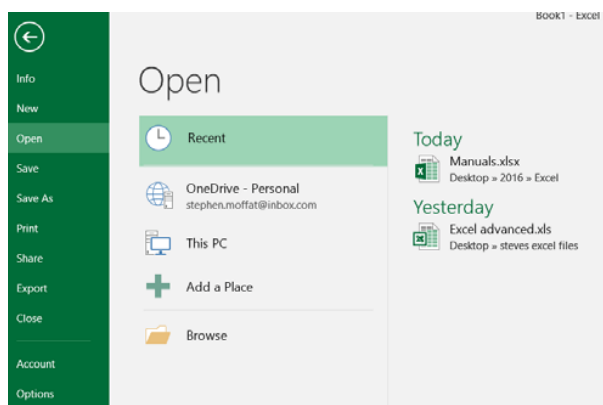 Book1 - Excel
Info
New
Open
Save
Save As
Print
Share
Export
Close
Account
Options
Open
Recent
OneDrive - Personal
stephen.moffat@inbox.com
This PC
Add a Place
Browse
Today
Manuals.xlsx
Desktop » 2016 » Excel
Yesterday
Excel advanced.xls
Desktop » steves excel files